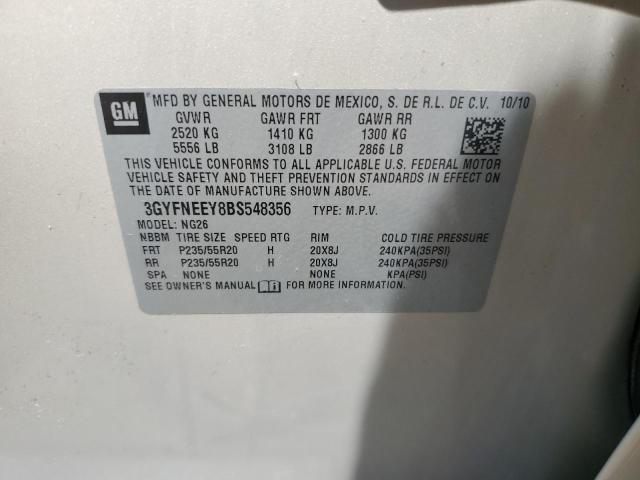 GM MFD BY GENERAL MOTORS DE MEXICO, S. DE R.L. DE C.V. 10/10
GVWR GAWR FRT GAWR RR
2520 KG 1410 KG 1300 KG
5556 LB 3108 LB 2866 LB
THIS VEHICLE CONFORMS TO ALL APPLICABLE U.S. FEDERAL MOTOR
VEHICLE SAFETY AND THEFT PREVENTION STANDARDS IN EFFECT ON
THE DATE OF MANUFACTURE SHOWN ABOVE.
3GYFNEEY8BS548356 TYPE: M.P.V.
MODEL: NG26
NBBM TIRE SIZE SPEED RTG RIM COLD TIRE PRESSURE
FRT P235/55R20 H 20X8J 240KPA(35PSI)
RR P235/55R20 H 20X8J 240KPA(35PSI)
SPA NONE NONE KPA(PSI)
SEE OWNER'S MANUAL FOR MORE INFORMATION.